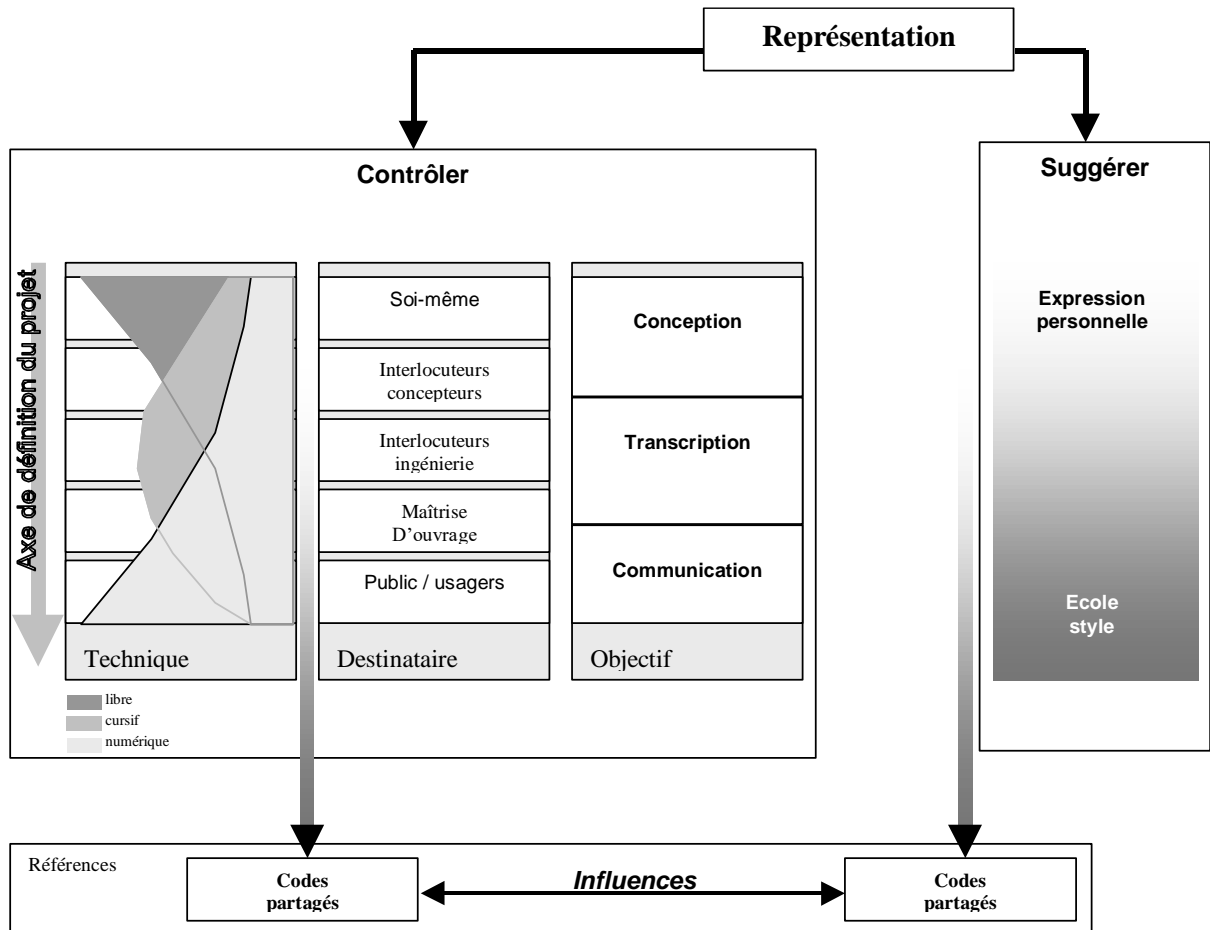 Représentation
Contrôler
Suggérer
Axe de définition du projet
Soi-même
Interlocuteurs
concepteurs
Interlocuteurs
ingénierie
Maîtrise
D'ouvrage
Public / usagers
Conception
Transcription
Communication
Technique
Destinataire
Objectif
libre
cursif
numérique
Expression
personnelle
Ecole
style
Références
Codes
partagés
Influences
Codes
partagés